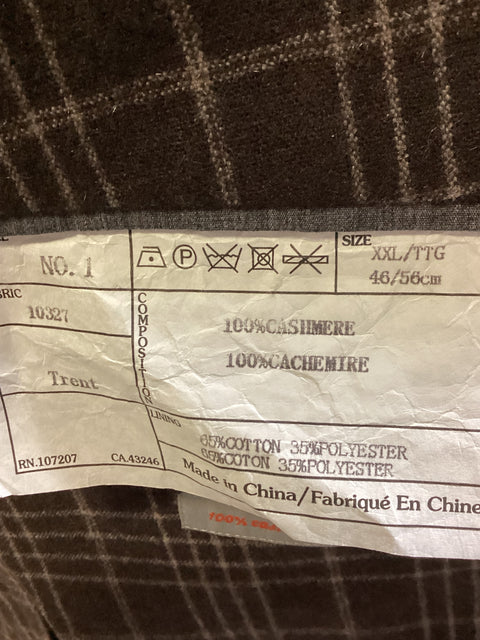 NO. 1
P
SIZE
XXL/TTG
46/56cm
10327
COMPOSITION
100%CASHMERE
100%CACHEMIRE
Trent
LINING
65%COTTON 35%POLYESTER
65%COTON 35%POLYESTER
RN.107207 CA.43246
Made in China/Fabriqué En Chine
100%